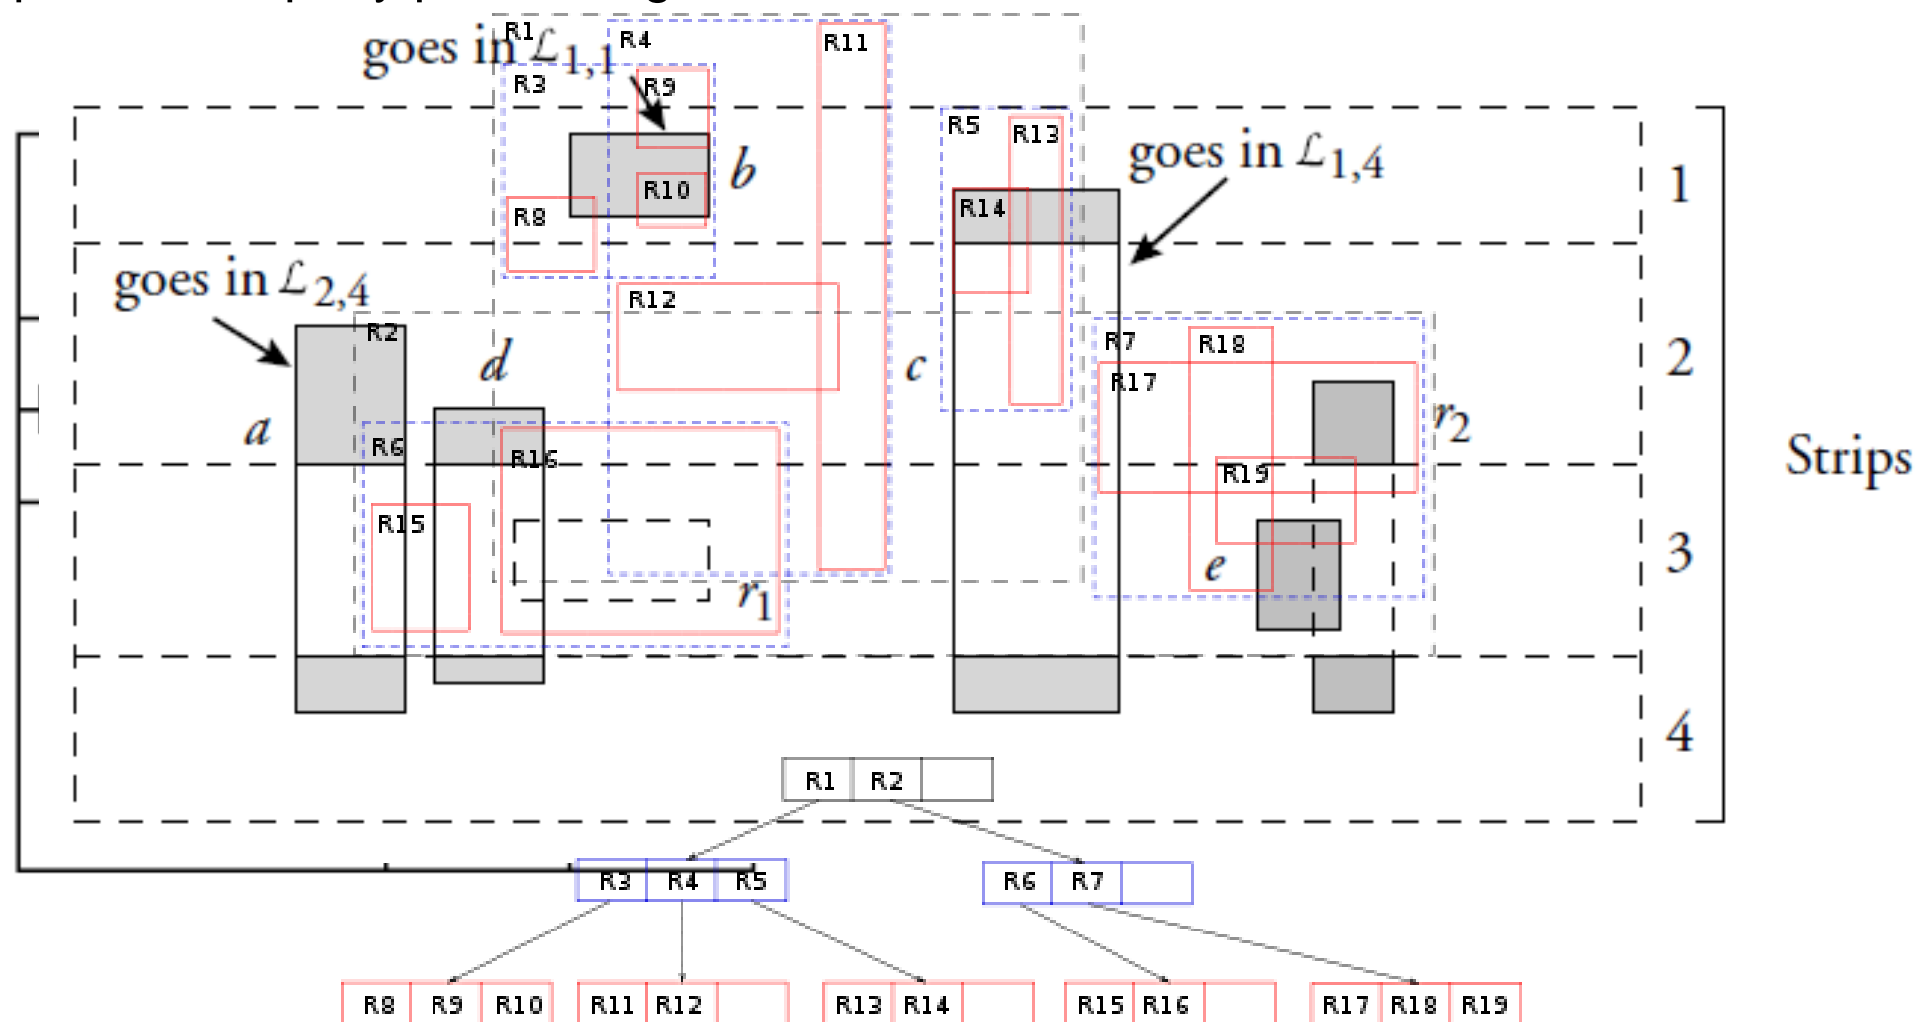 R1
R4
R11
goes in ℒ1,1
R3
R9
R5
R13
goes in ℒ1,4
b
1
R10
R14
R8
goes in ℒ2,4
R12
R2
d
c
R7
R18
2
R17
a
R6
r2
R16
R19
Strips
R15
e
3
r1
4
R1 R2
R3 R4 R5 R6 R7
R8 R9 R10 R11 R12 R13 R14 R15 R16 R17 R18 R19